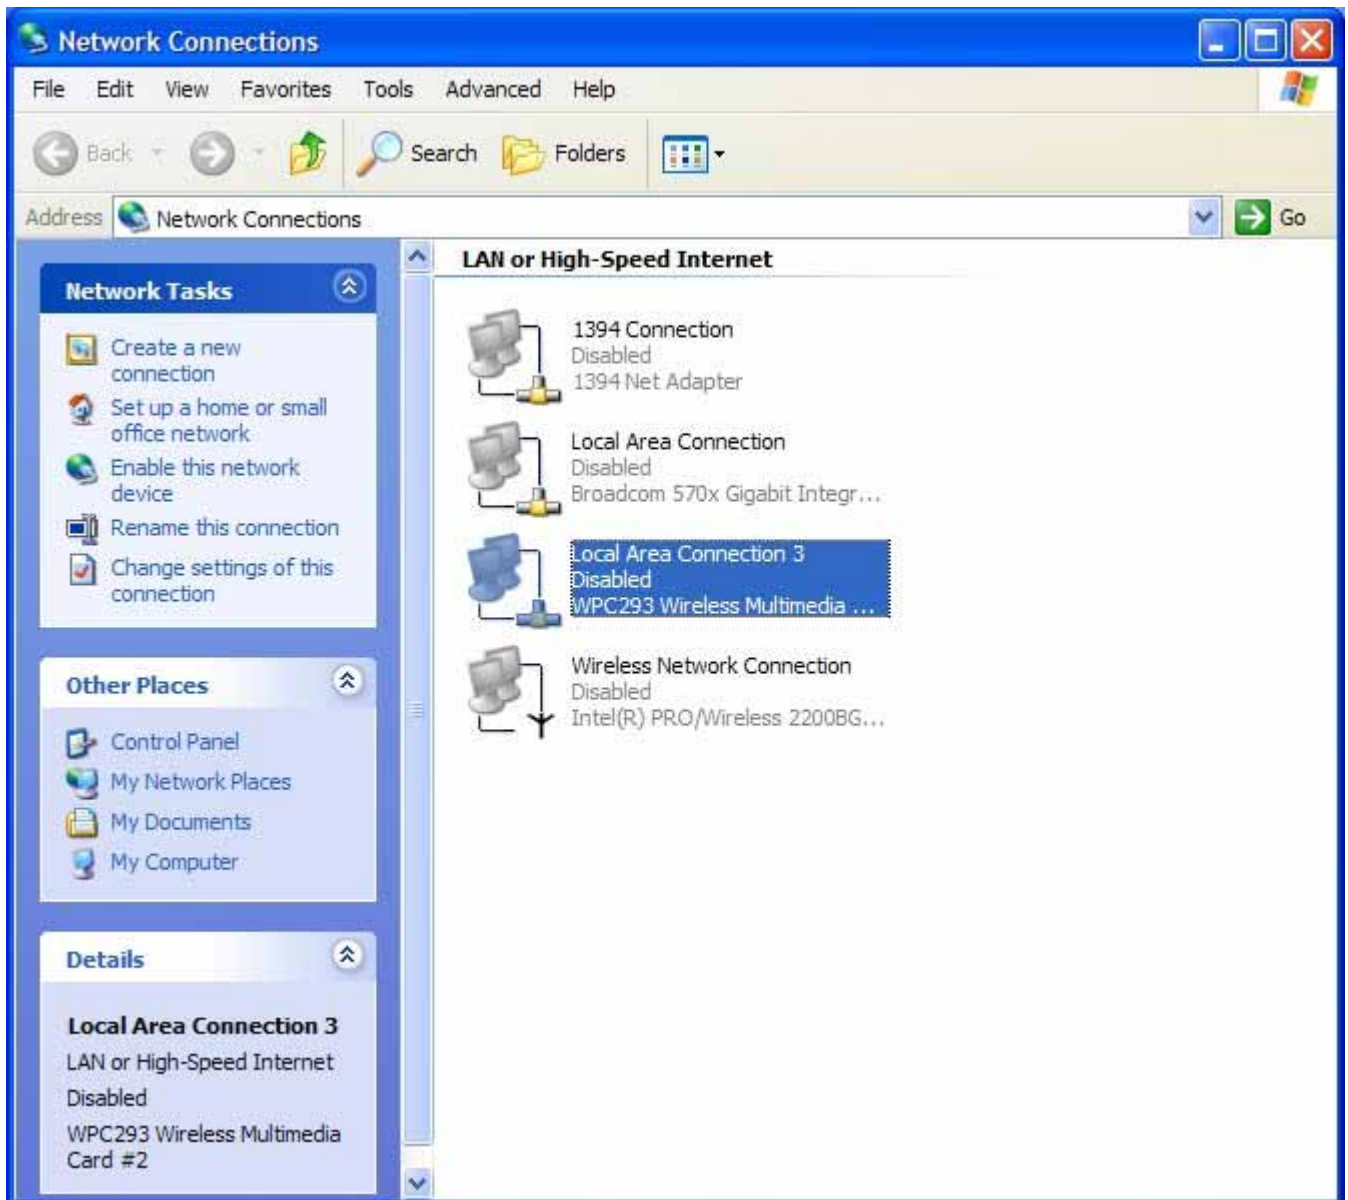 Network Connections
File Edit View Favorites Tools Advanced Help
Back Search Folders
Address Network Connections Go
Network Tasks
Create a new
connection
Set up a home or small
office network
Enable this network
device
Rename this connection
Change settings of this
connection
Other Places
Control Panel
My Network Places
My Documents
My Computer
Details
Local Area Connection 3
LAN or High-Speed Internet
Disabled
WPC293 Wireless Multimedia
Card #2
LAN or High-Speed Internet
1394 Connection
Disabled
1394 Net Adapter
Local Area Connection
Disabled
Broadcom 570x Gigabit Integr...
Local Area Connection 3
Disabled
WPC293 Wireless Multimedia ...
Wireless Network Connection
Disabled
Intel(R) PRO/Wireless 2200BG...